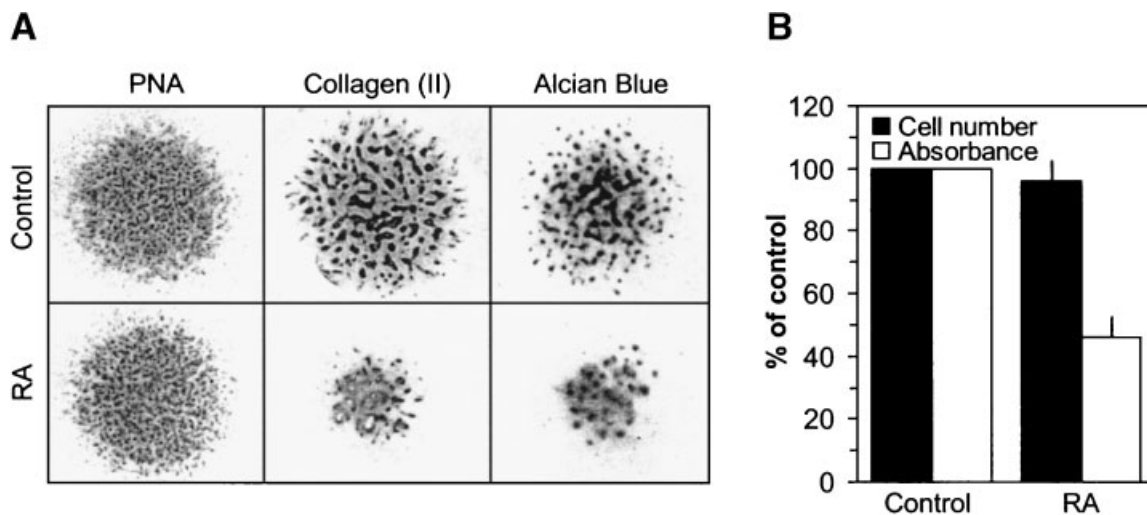 A
PNA Collagen (II) Alcian Blue
Control
RA
B
% of control
120
100
80
60
40
20
0
Cell number
Absorbance
Control RA